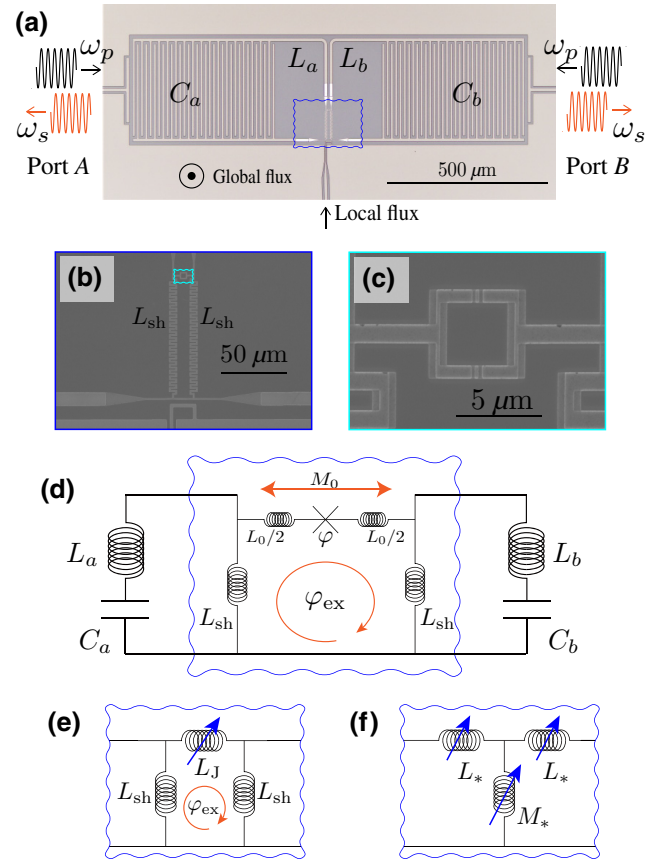 (a)
ω_p
L_a L_b
ω_p
C_a C_b
ω_s
ω_s
Port A
Port B
Global flux
500 μm
Local flux
(b)
L_sh L_sh
50 μm
(c)
5 μm
(d)
M_0
L_0/2 φ L_0/2
L_a
L_b
L_sh φ_ex L_sh
C_a
C_b
(e)
L_J
L_sh φ_ex L_sh
(f)
L_* L_*
M_*